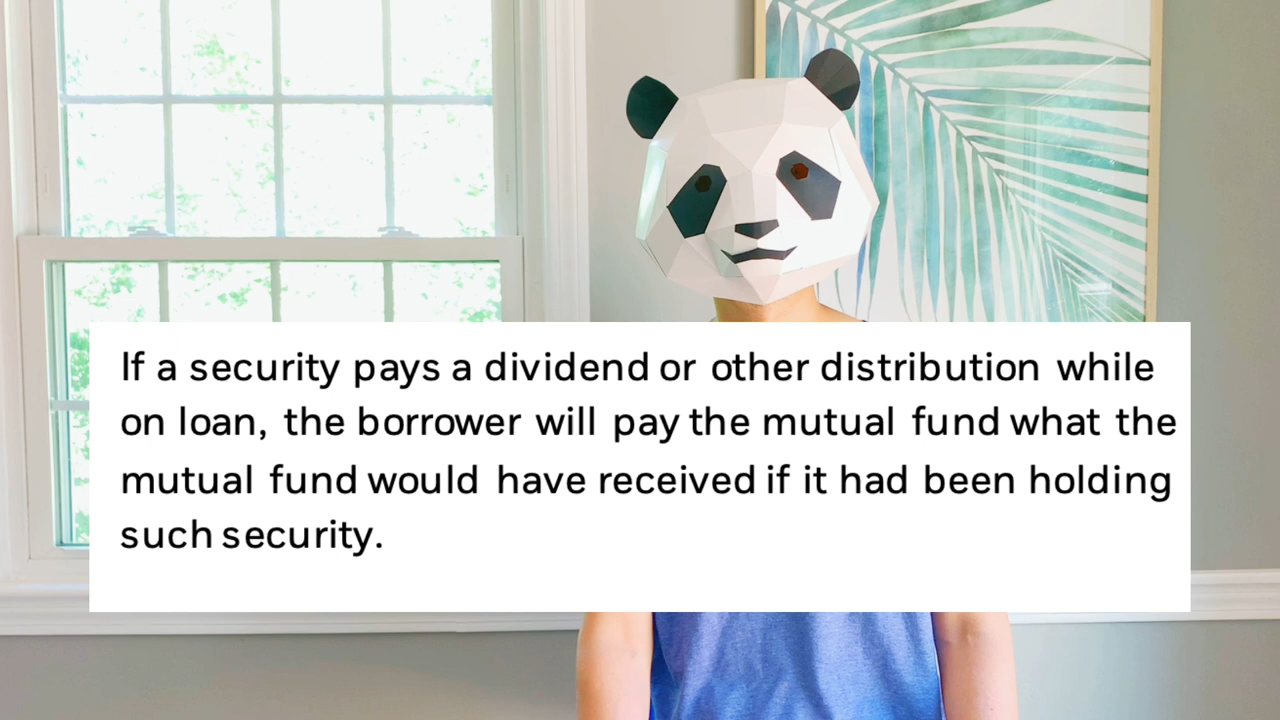 If a security pays a dividend or other distribution while
on loan, the borrower will pay the mutual fund what the
mutual fund would have received if it had been holding
such security.